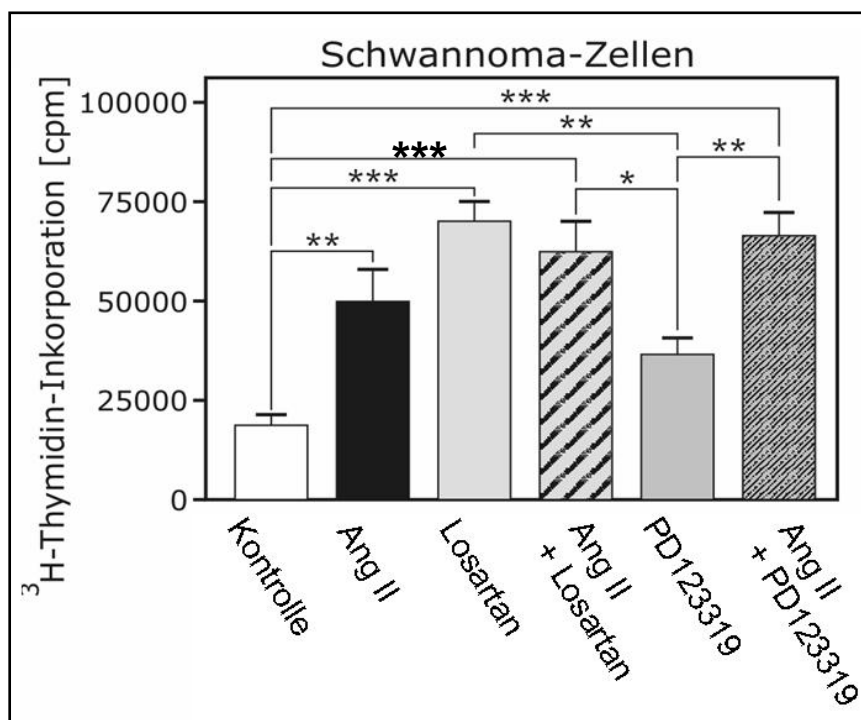 Schwannoma-Zellen
³H-Thymidin-Inkorporation [cpm]
100000
75000
50000
25000
0
***
**
***
**
***
*
**
Kontrolle
Ang II
Losartan
Ang II
+ Losartan
PD123319
Ang II
+ PD123319